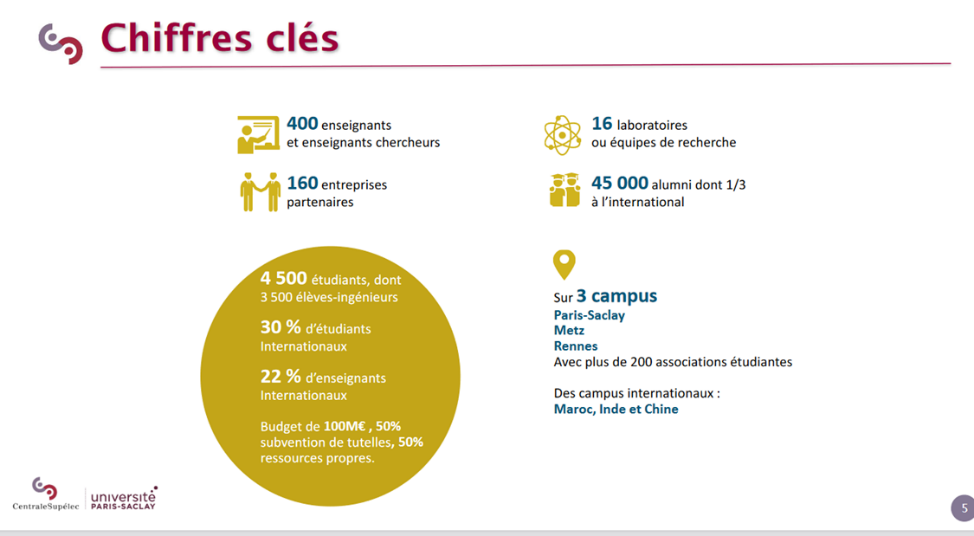 Chiffres clés
400 enseignants
et enseignants chercheurs
16 laboratoires
ou équipes de recherche
160 entreprises
partenaires
45 000 alumni dont 1/3
à l'international
4 500 étudiants, dont
3 500 élèves-ingénieurs
30 % d'étudiants
Internationaux
22 % d'enseignants
Internationaux
Budget de 100M€ , 50%
subvention de tutelles, 50%
ressources propres.
Sur 3 campus
Paris-Saclay
Metz
Rennes
Avec plus de 200 associations étudiantes
Des campus internationaux :
Maroc, Inde et Chine
CentraleSupélec
université
PARIS-SACLAY
5